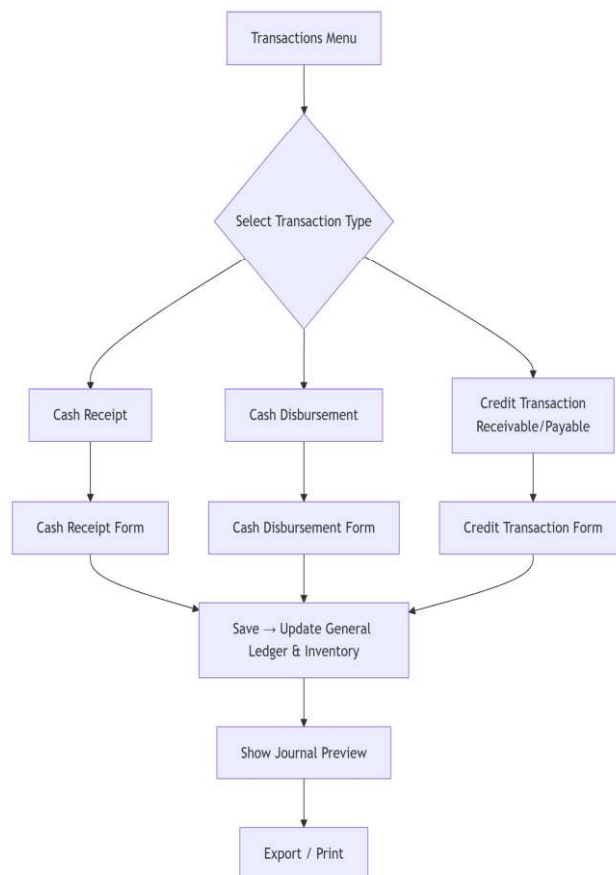 Transactions Menu
Select Transaction Type
Cash Receipt
Cash Disbursement
Credit Transaction
Receivable/Payable
Cash Receipt Form
Cash Disbursement Form
Credit Transaction Form
Save → Update General
Ledger & Inventory
Show Journal Preview
Export / Print